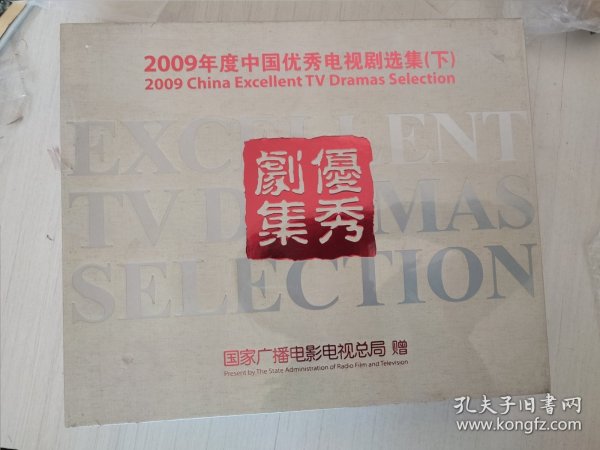 2009年度中国优秀电视剧选集(下)
2009 China Excellent TV Dramas Selection
EXCELLENT
TV DRAMAS
SELECTION
優秀
劇集
国家广播电影电视总局 赠
Present by The State Administration of Radio Film and Television
孔夫子旧书网
www.kongfz.com